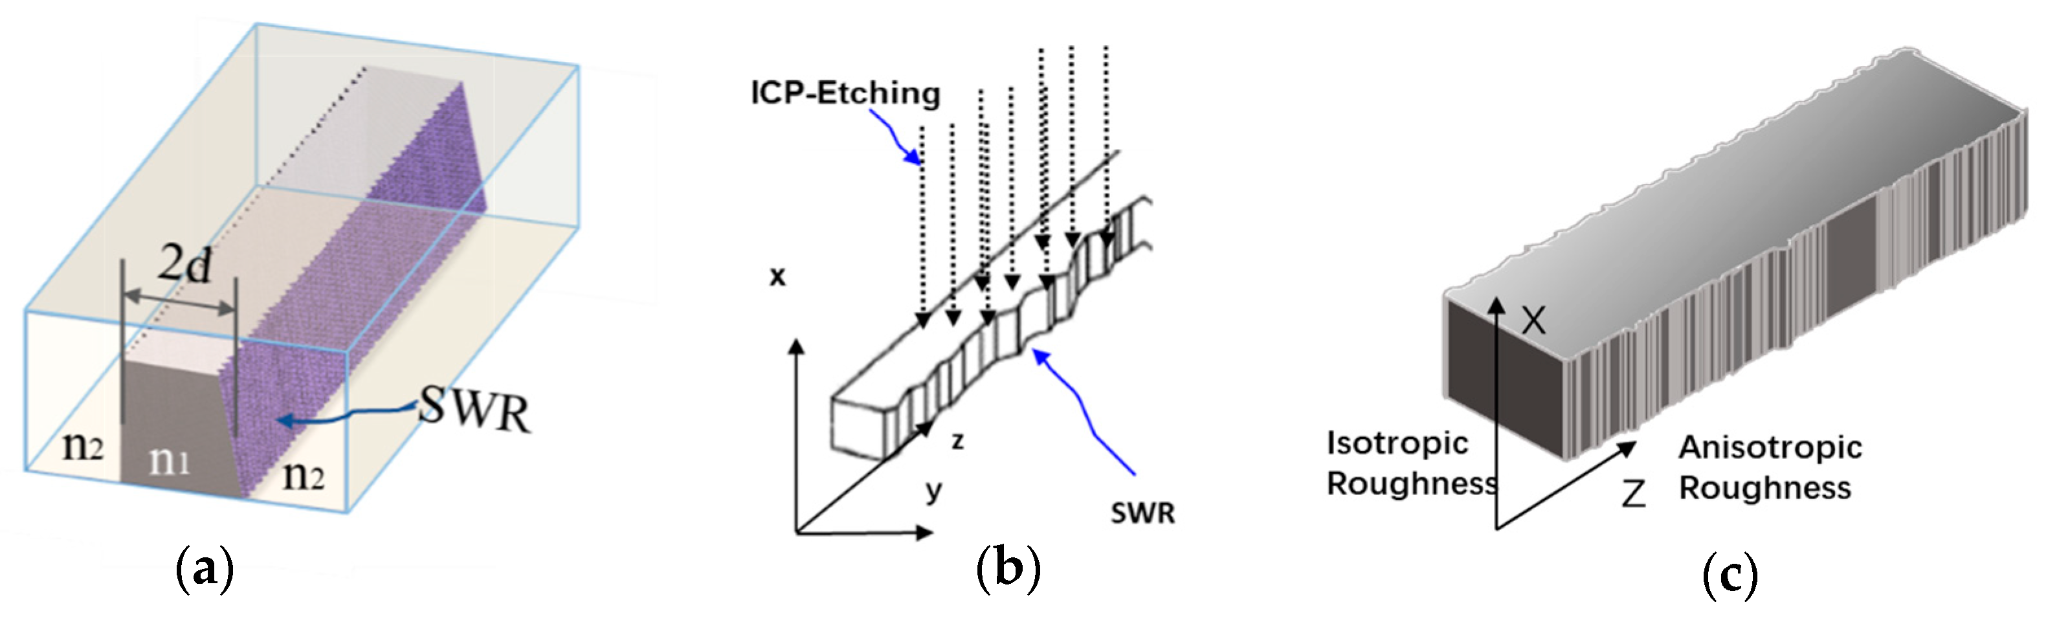 2d
SWR
n2
n1
n2
(a)
ICP-Etching
x
z
y
SWR
(b)
X
Isotropic
Roughness
Z
Anisotropic
Roughness
(c)